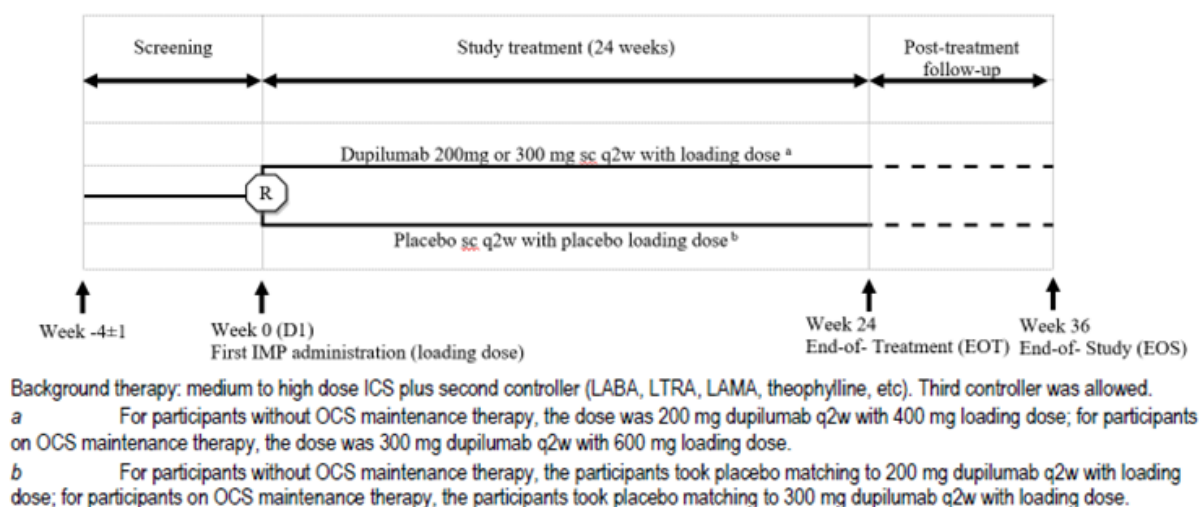 Screening
Study treatment (24 weeks)
Post-treatment
follow-up
Dupilumab 200mg or 300 mg sc q2w with loading dose a
R
Placebo sc q2w with placebo loading dose b
Week -4±1
Week 0 (D1)
First IMP administration (loading dose)
Week 24
End-of- Treatment (EOT)
Week 36
End-of- Study (EOS)
Background therapy: medium to high dose ICS plus second controller (LABA, LTRA, LAMA, theophylline, etc). Third controller was allowed.
a For participants without OCS maintenance therapy, the dose was 200 mg dupilumab q2w with 400 mg loading dose; for participants
on OCS maintenance therapy, the dose was 300 mg dupilumab q2w with 600 mg loading dose.
b For participants without OCS maintenance therapy, the participants took placebo matching to 200 mg dupilumab q2w with loading
dose; for participants on OCS maintenance therapy, the participants took placebo matching to 300 mg dupilumab q2w with loading dose.